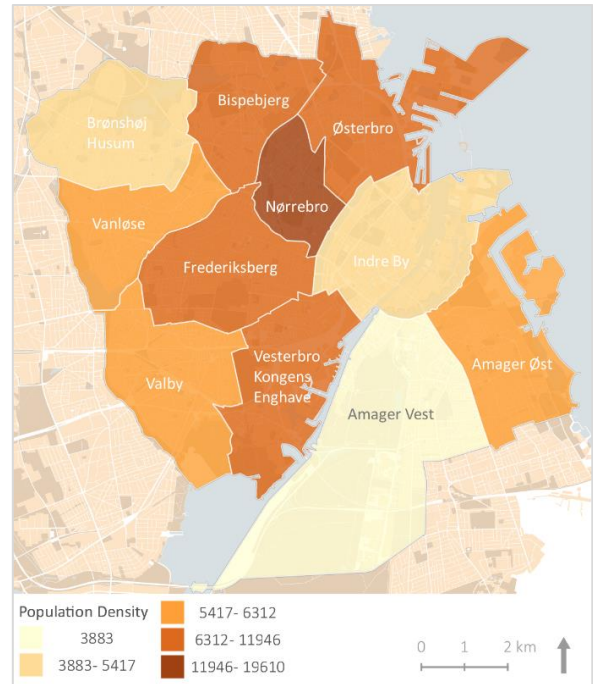 Bispebjerg
Østerbro
Brønshøj
Husum
Nørrebro
Vanløse
Frederiksberg
Indre By
Vesterbro
Kongens
Enghave
Valby
Amager Øst
Amager Vest
Population Density
3883
3883- 5417
5417- 6312
6312- 11946
11946- 19610
0 1 2 km